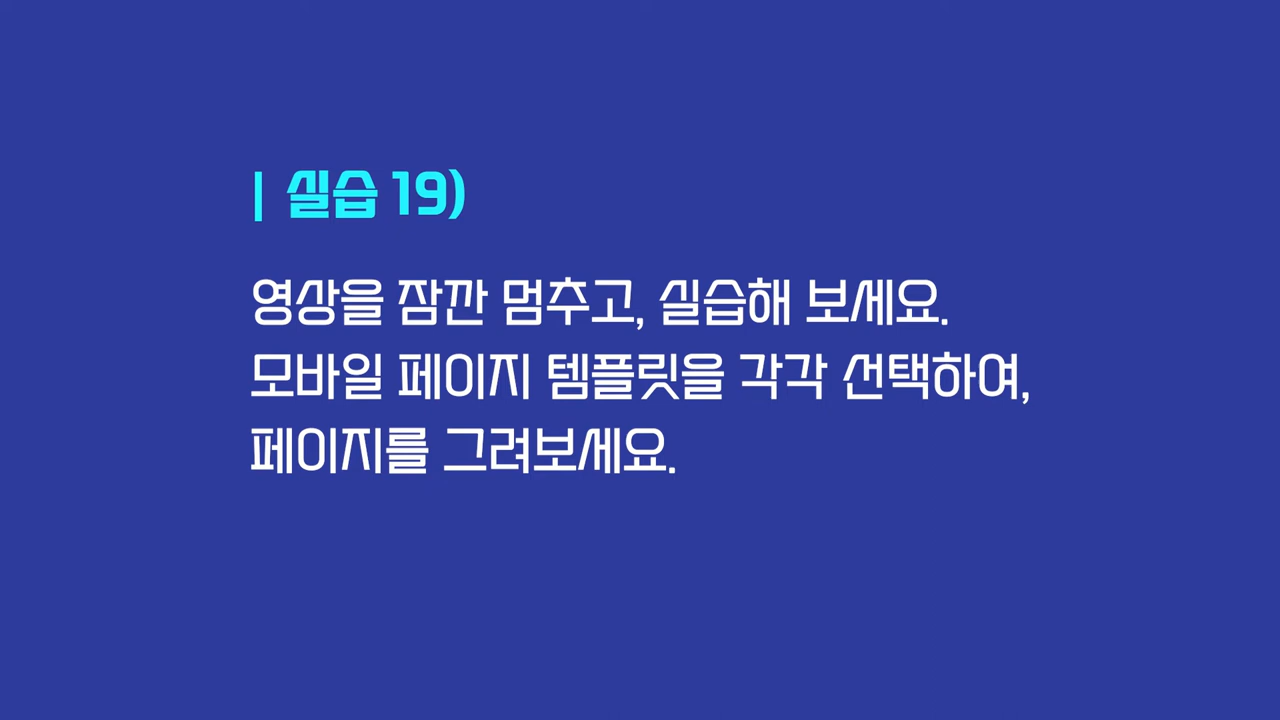 | 실습 19)
영상을 잠깐 멈추고, 실습해 보세요.
모바일 페이지 템플릿을 각각 선택하여,
페이지를 그려보세요.